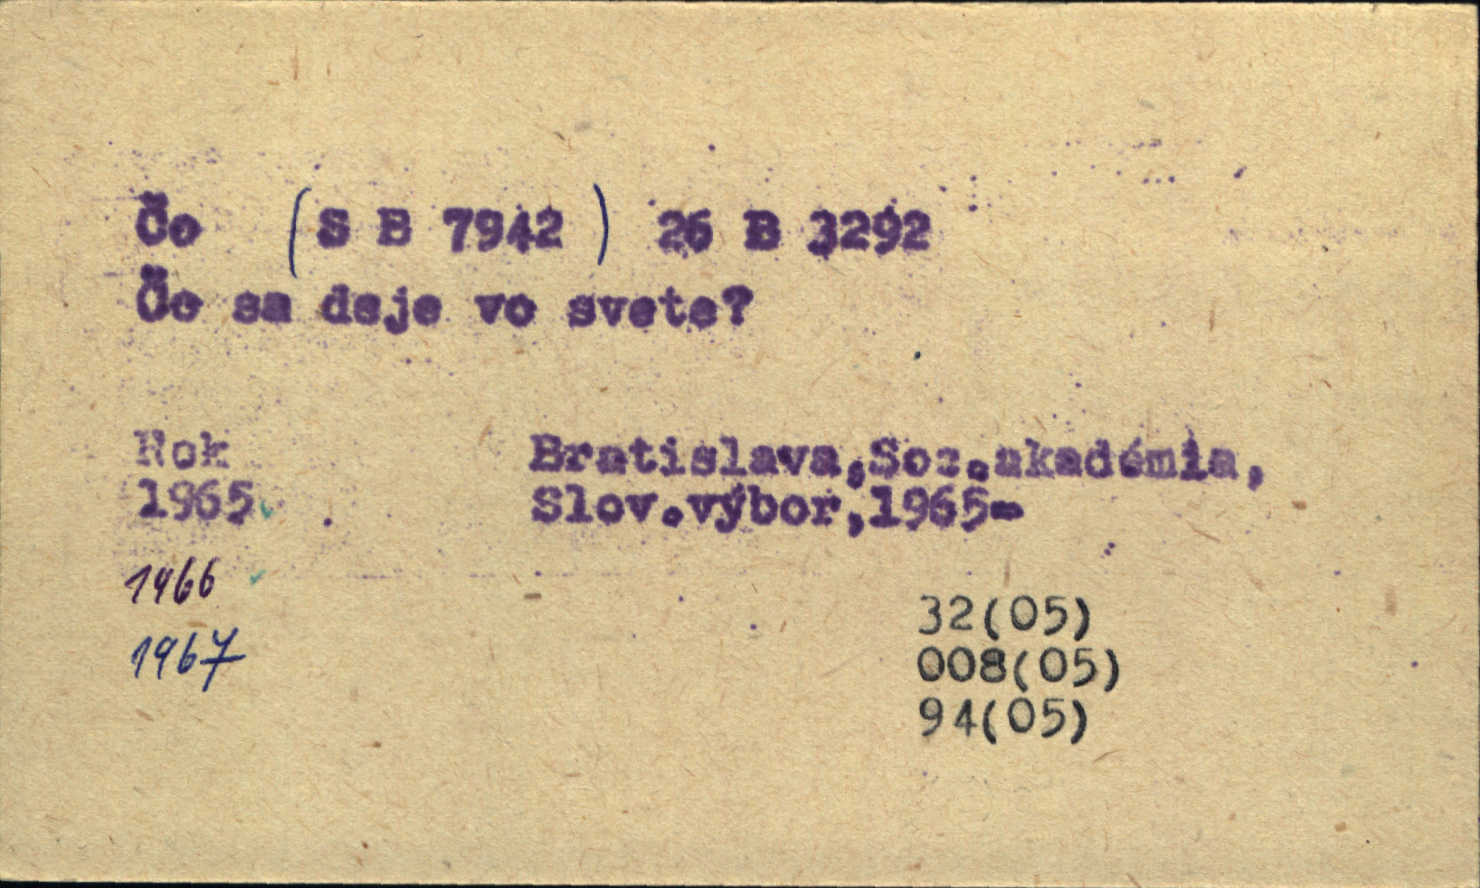 Čo (S B 7942) 26 B 3292
Čo sa deje vo svete?
Rok
1965
Bratislava,Soc.akadémia,
Slov.výbor,1965-
1966
1967
32(05)
008(05)
94(05)